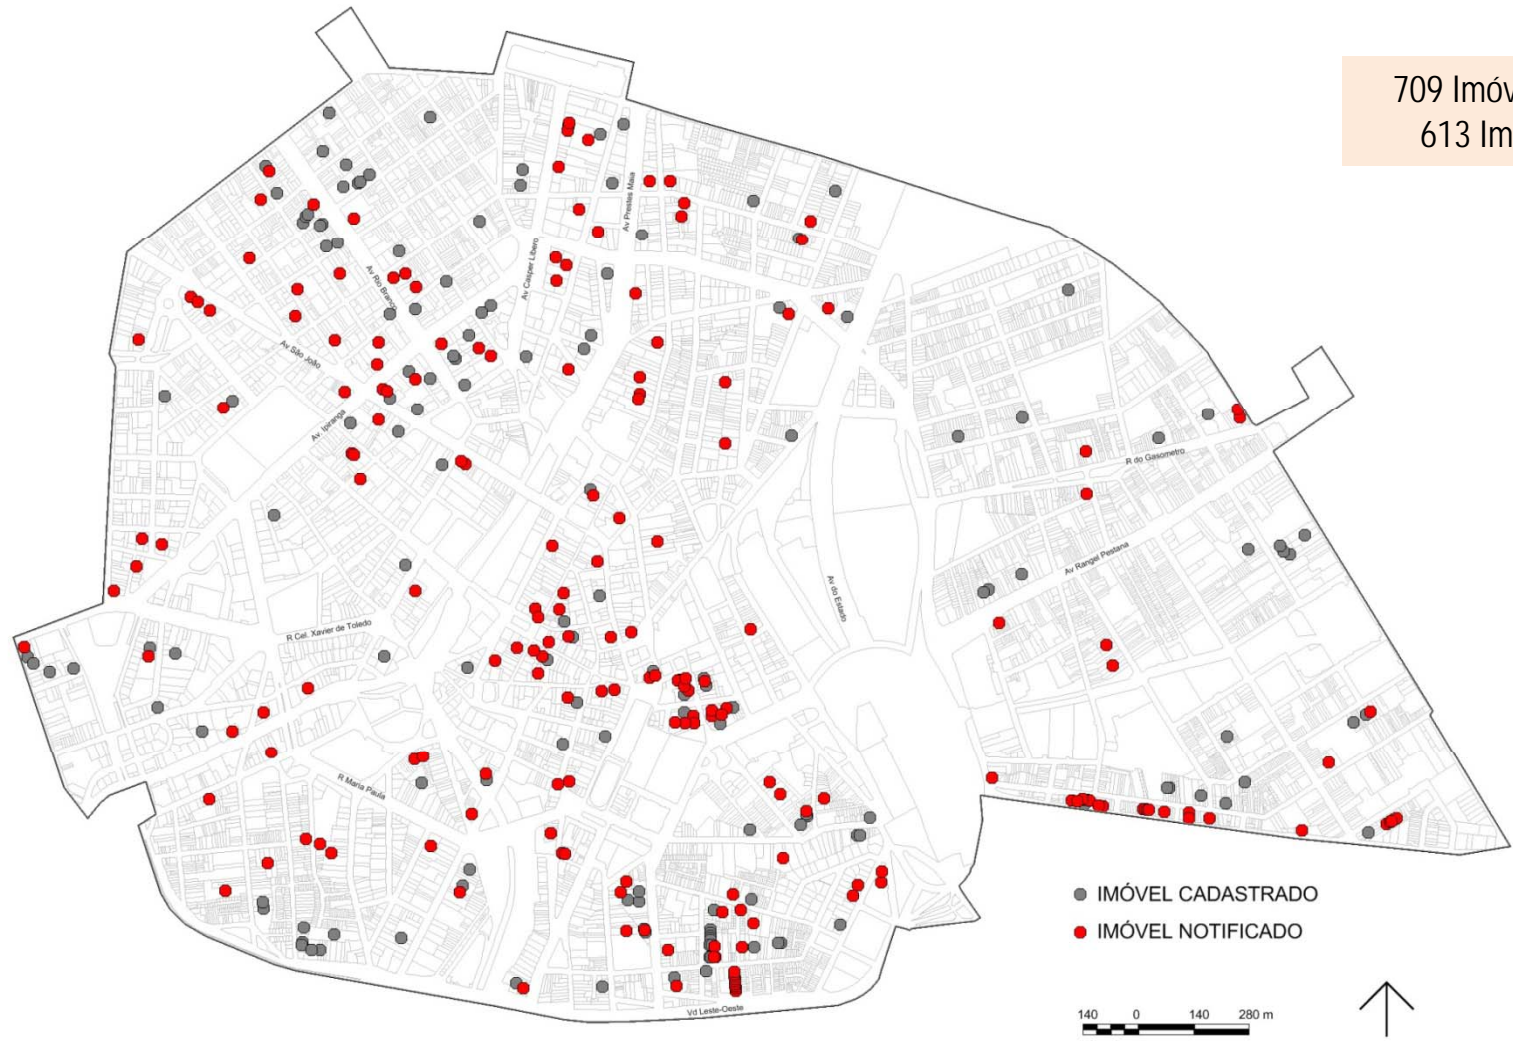 709 Imóv
613 Im
Av Prestes Maia
Av Casper Libero
Av Rio Branco
Av São João
Av. Ipiranga
R do Gasometro
Av Rangel Pestana
Av do Estado
R Cel. Xavier de Toledo
R Maria Paula
IMÓVEL CADASTRADO
IMÓVEL NOTIFICADO
Vd Leste-Oeste
140 0 140 280 m